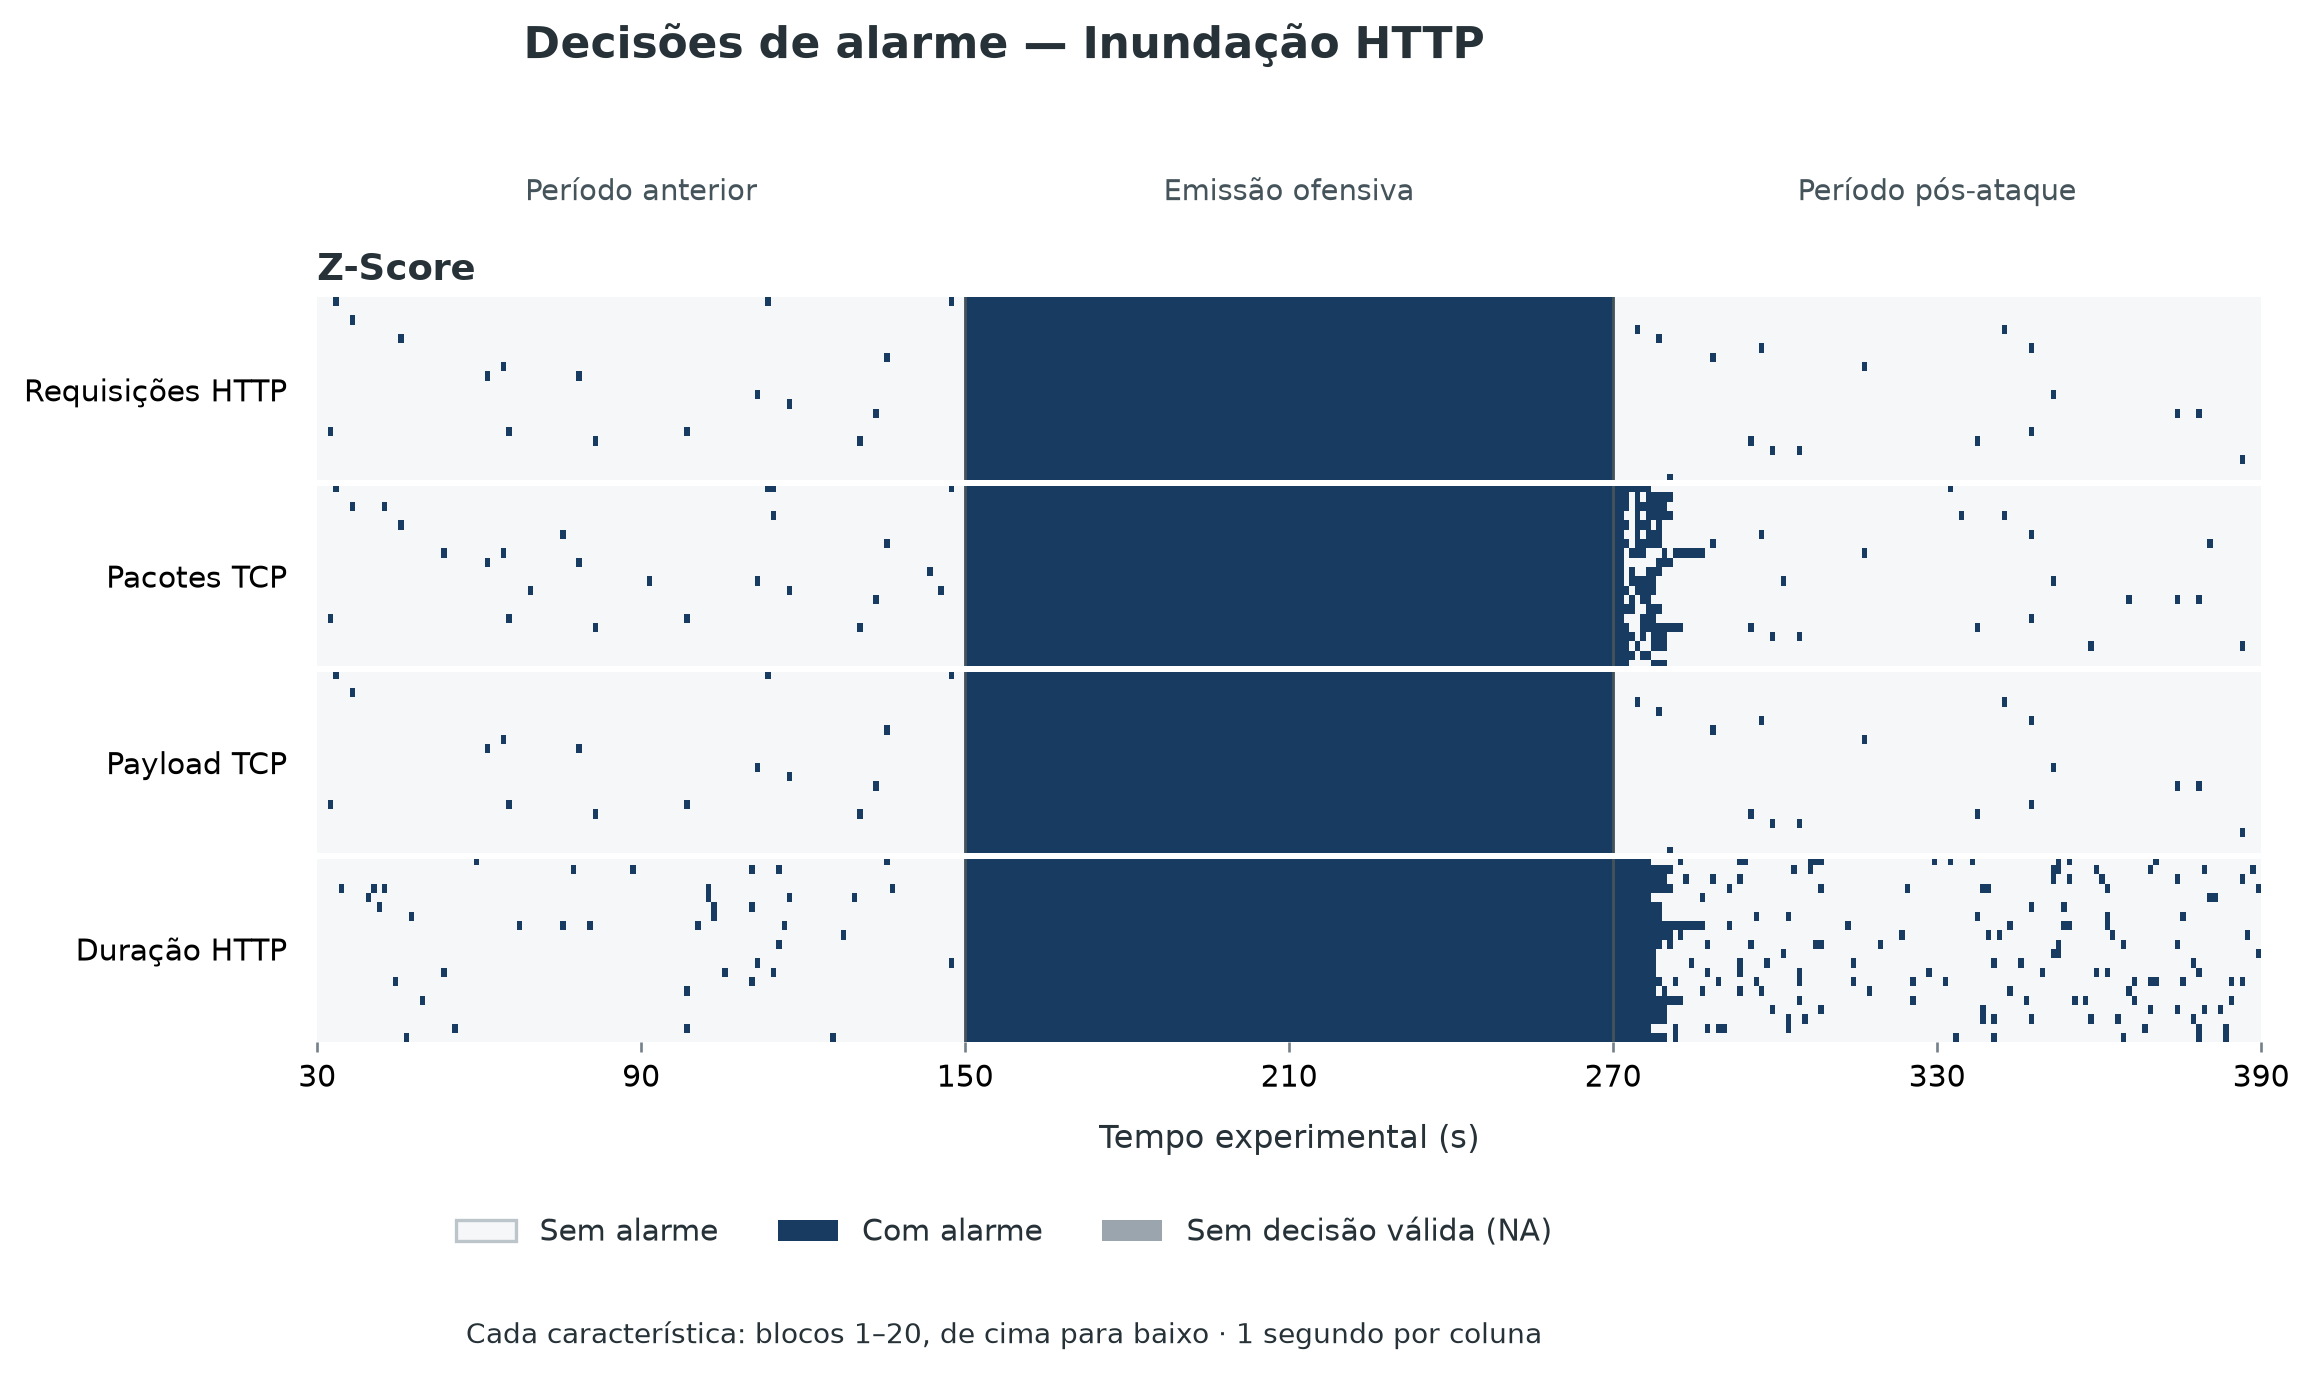 Decisões de alarme — Inundação HTTP
Período anterior
Emissão ofensiva
Período pós-ataque
Z-Score
Requisições HTTP
Pacotes TCP
Payload TCP
Duração HTTP
30 90 150 210 270 330 390
Tempo experimental (s)
Sem alarme
Com alarme
Sem decisão válida (NA)
Cada característica: blocos 1–20, de cima para baixo · 1 segundo por coluna